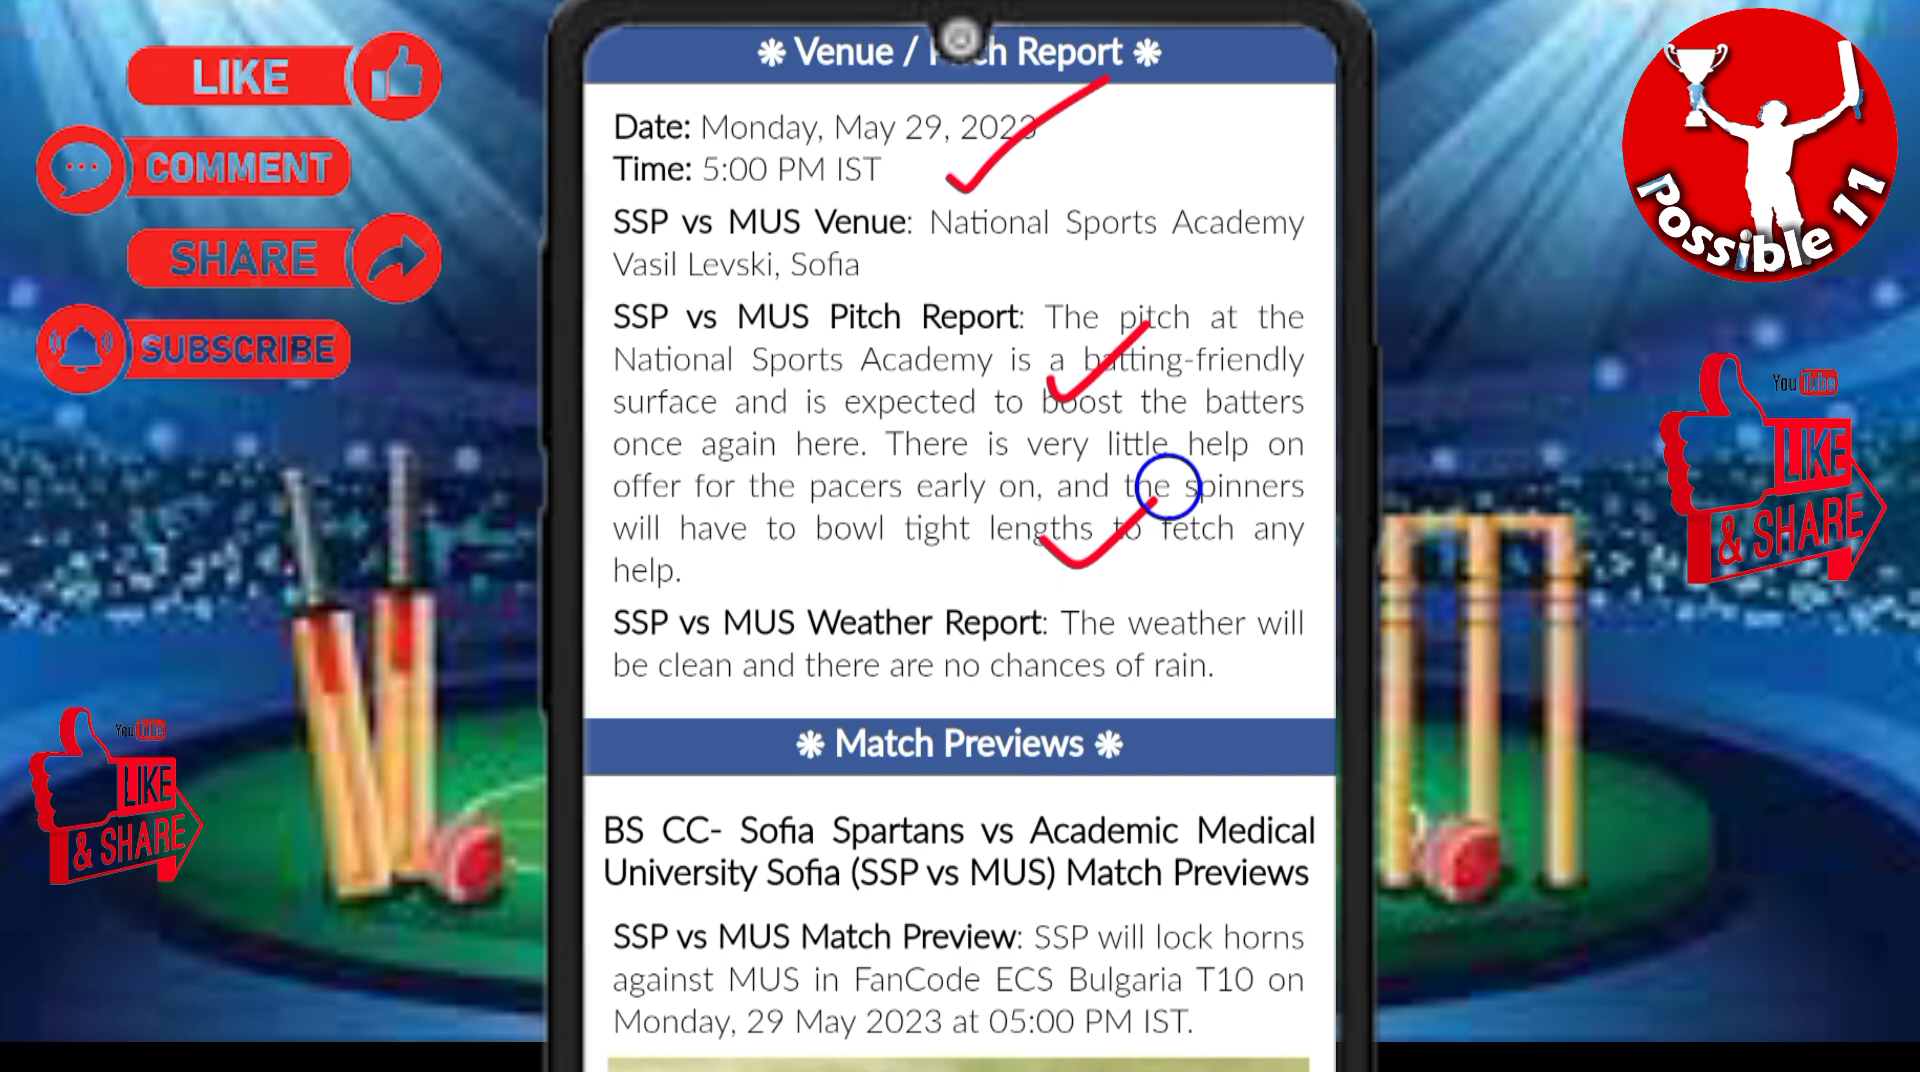 LIKE
COMMENT
SHARE
SUBSCRIBE
YouTube
LIKE
& SHARE
❋ Venue / Pitch Report ❋
Date: Monday, May 29, 2023
Time: 5:00 PM IST
SSP vs MUS Venue: National Sports Academy
Vasil Levski, Sofia
SSP vs MUS Pitch Report: The pitch at the
National Sports Academy is a batting-friendly
surface and is expected to boost the batters
once again here. There is very little help on
offer for the pacers early on, and the spinners
will have to bowl tight lengths to fetch any
help.
SSP vs MUS Weather Report: The weather will
be clean and there are no chances of rain.
❋ Match Previews ❋
BS CC- Sofia Spartans vs Academic Medical
University Sofia (SSP vs MUS) Match Previews
SSP vs MUS Match Preview: SSP will lock horns
against MUS in FanCode ECS Bulgaria T10 on
Monday, 29 May 2023 at 05:00 PM IST.
Possible 11
YouTube
LIKE
& SHARE